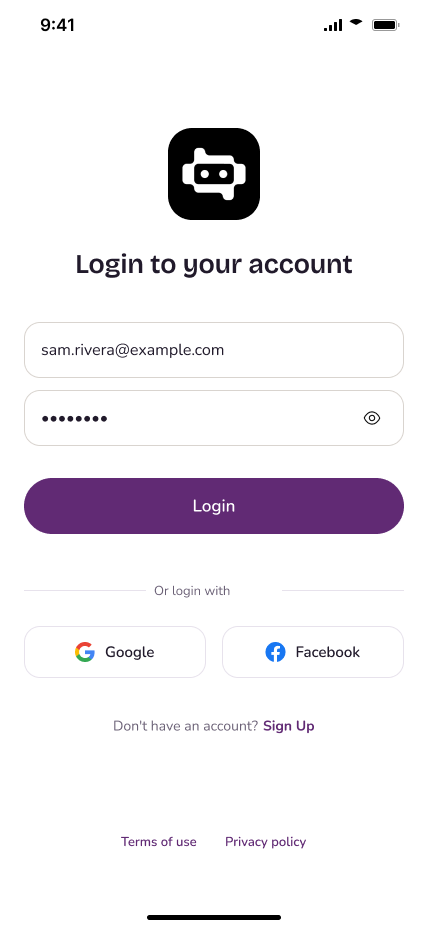 9:41
Login to your account
sam.rivera@example.com
••••••••
Login
Or login with
Google
Facebook
Don't have an account? Sign Up
Terms of use
Privacy policy